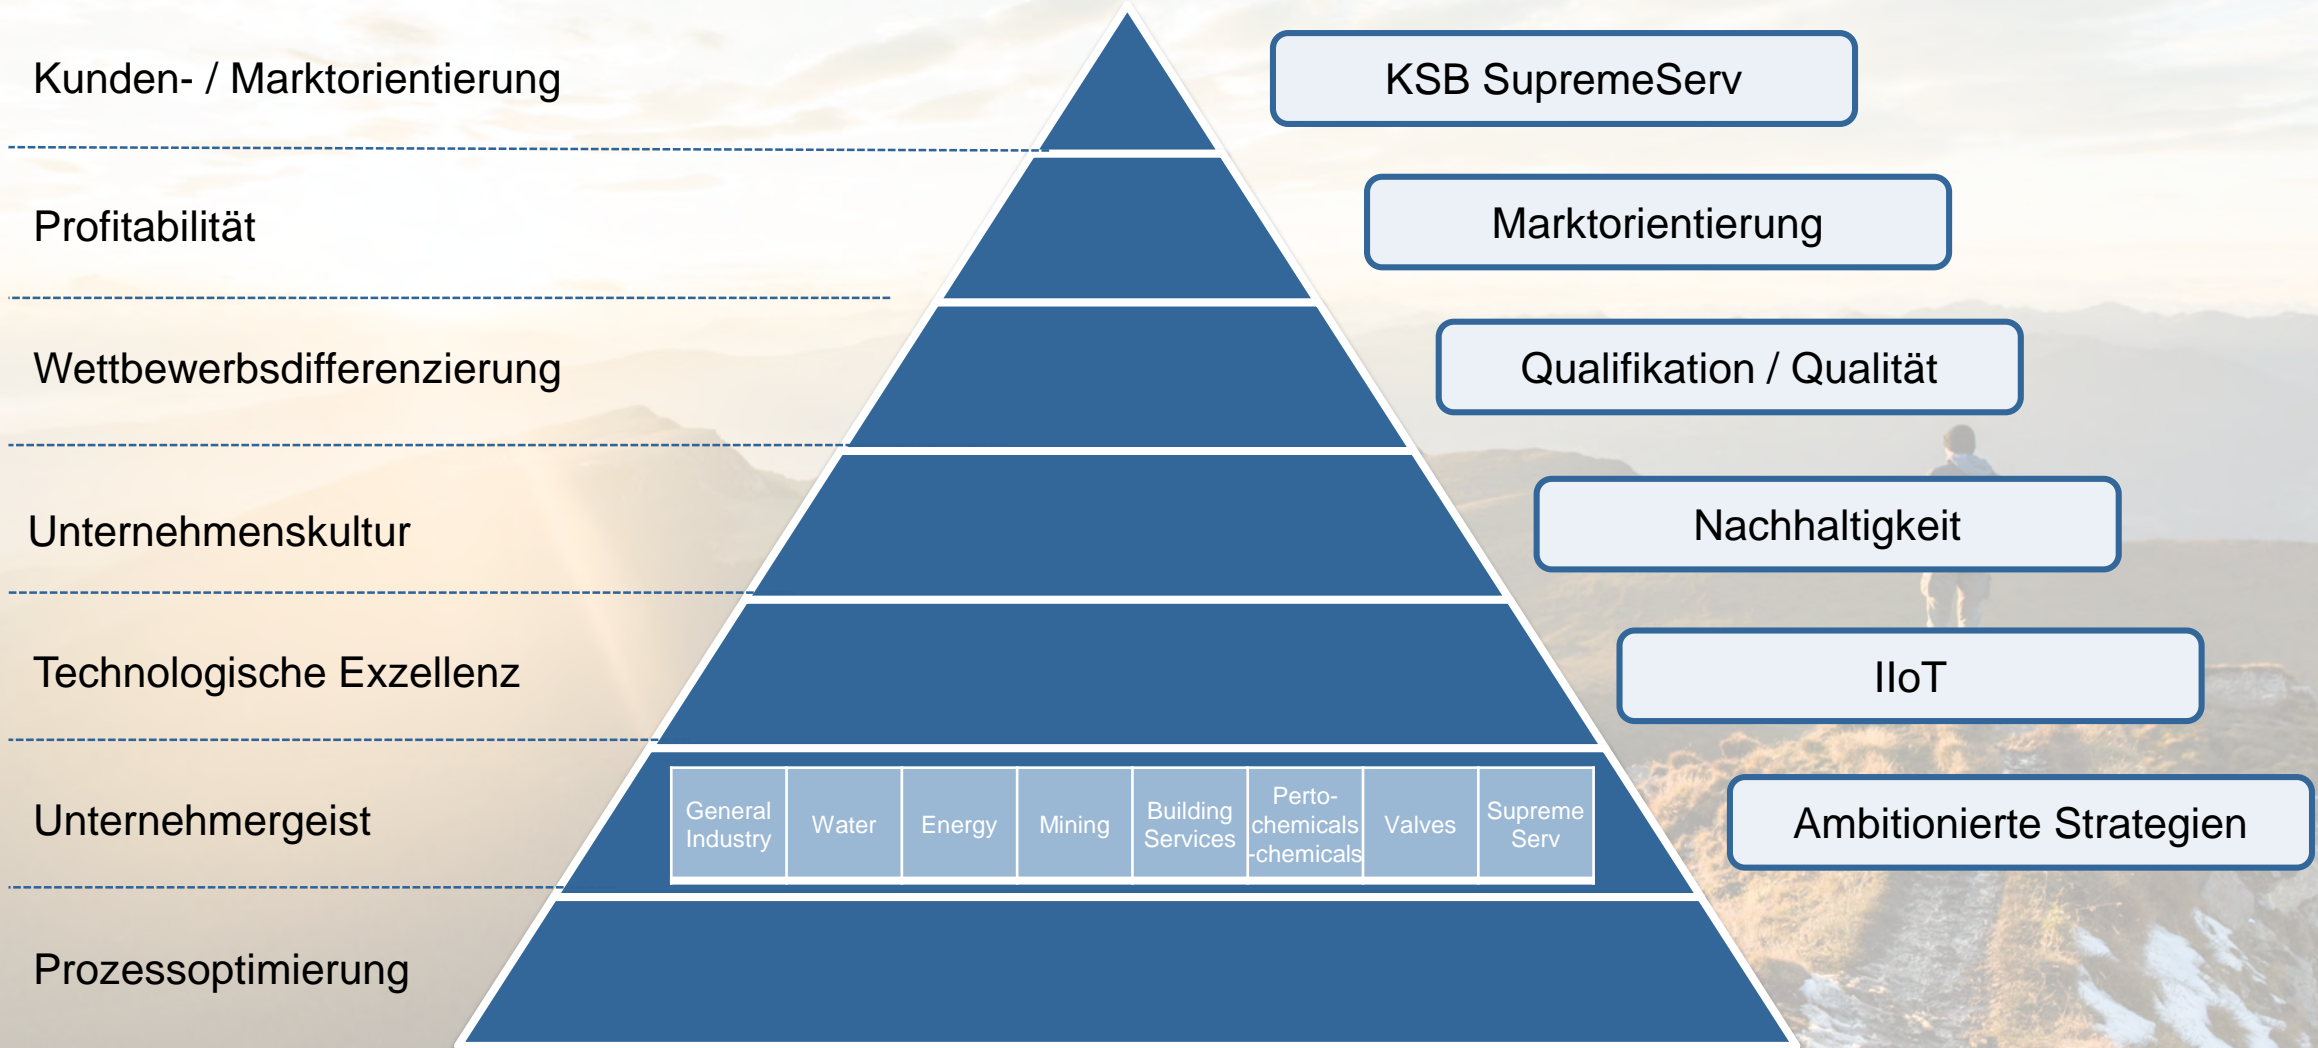 Kunden- / Marktorientierung
KSB SupremeServ
Profitabilität
Marktorientierung
Wettbewerbsdifferenzierung
Qualifikation / Qualität
Unternehmenskultur
Nachhaltigkeit
Technologische Exzellenz
IIoT
Unternehmergeist
General
Industry
Water
Energy
Mining
Building
Services
Perto-
chemicals
-chemicals
Valves
Supreme
Serv
Ambitionierte Strategien
Prozessoptimierung